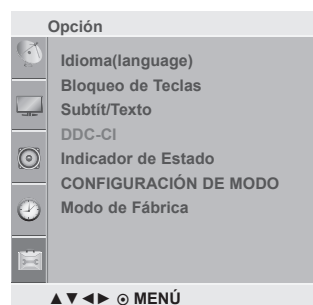 Opción
Idioma(language)
Bloqueo de Teclas
Subtít/Texto
DDC-CI
Indicador de Estado
CONFIGURACIÓN DE MODO
Modo de Fábrica
▲▼◄► ⊙ MENÚ